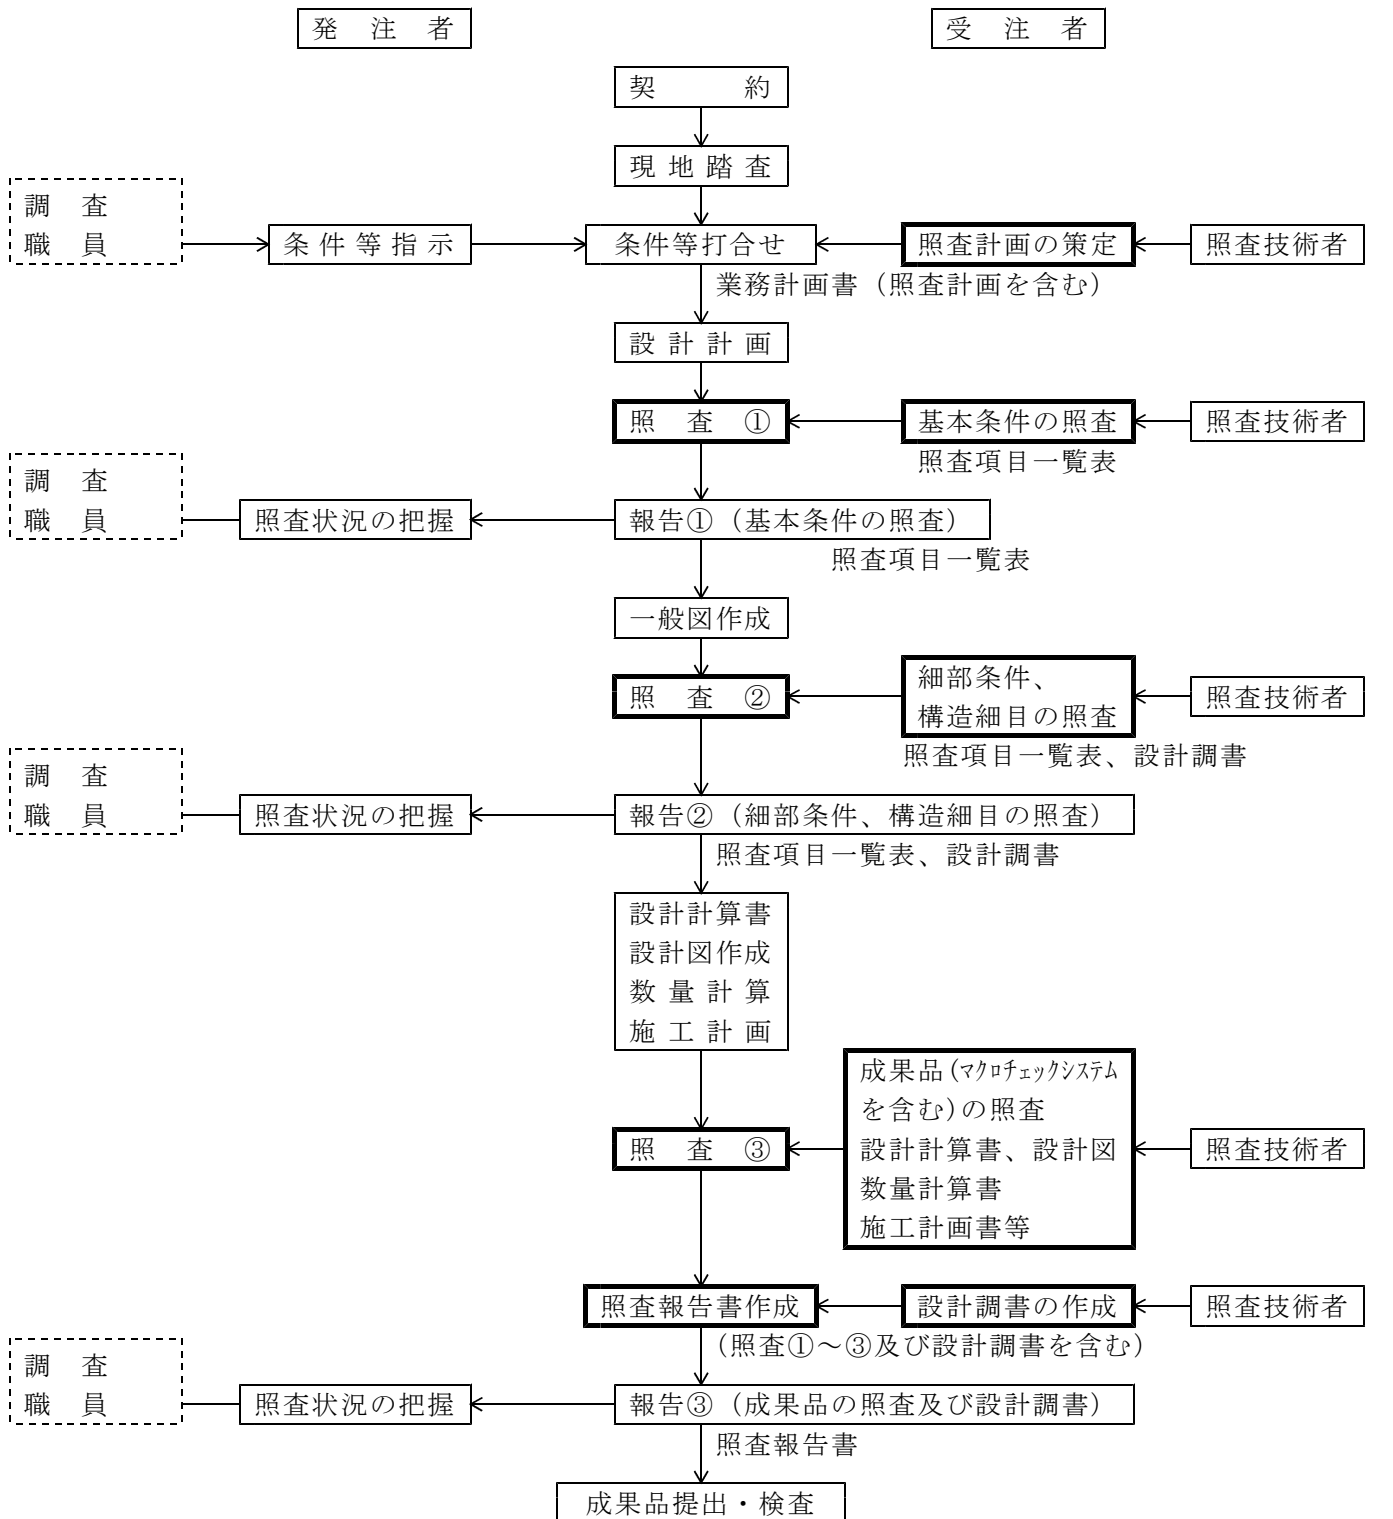 発　注　者
受　注　者
契　　　約
現 地 踏 査
調　査
職　員
条 件 等 指 示
条件等打合せ
照査計画の策定
照査技術者
業務計画書（照査計画を含む）
設 計 計 画
照　査　①
基本条件の照査
照査技術者
照査項目一覧表
調　査
職　員
照査状況の把握
報告①（基本条件の照査）
照査項目一覧表
一般図作成
照　査　②
細部条件、
構造細目の照査
照査技術者
照査項目一覧表、設計調書
調　査
職　員
照査状況の把握
報告②（細部条件、構造細目の照査）
照査項目一覧表、設計調書
設計計算書
設計図作成
数 量 計 算
施 工 計 画
成果品(ﾏｸﾛﾁｪｯｸｼｽﾃﾑ
を含む)の照査
設計計算書、設計図
数量計算書
施工計画書等
照　査　③
照査技術者
照査報告書作成
設計調書の作成
照査技術者
（照査①～③及び設計調書を含む）
調　査
職　員
照査状況の把握
報告③（成果品の照査及び設計調書）
照査報告書
成果品提出・検査